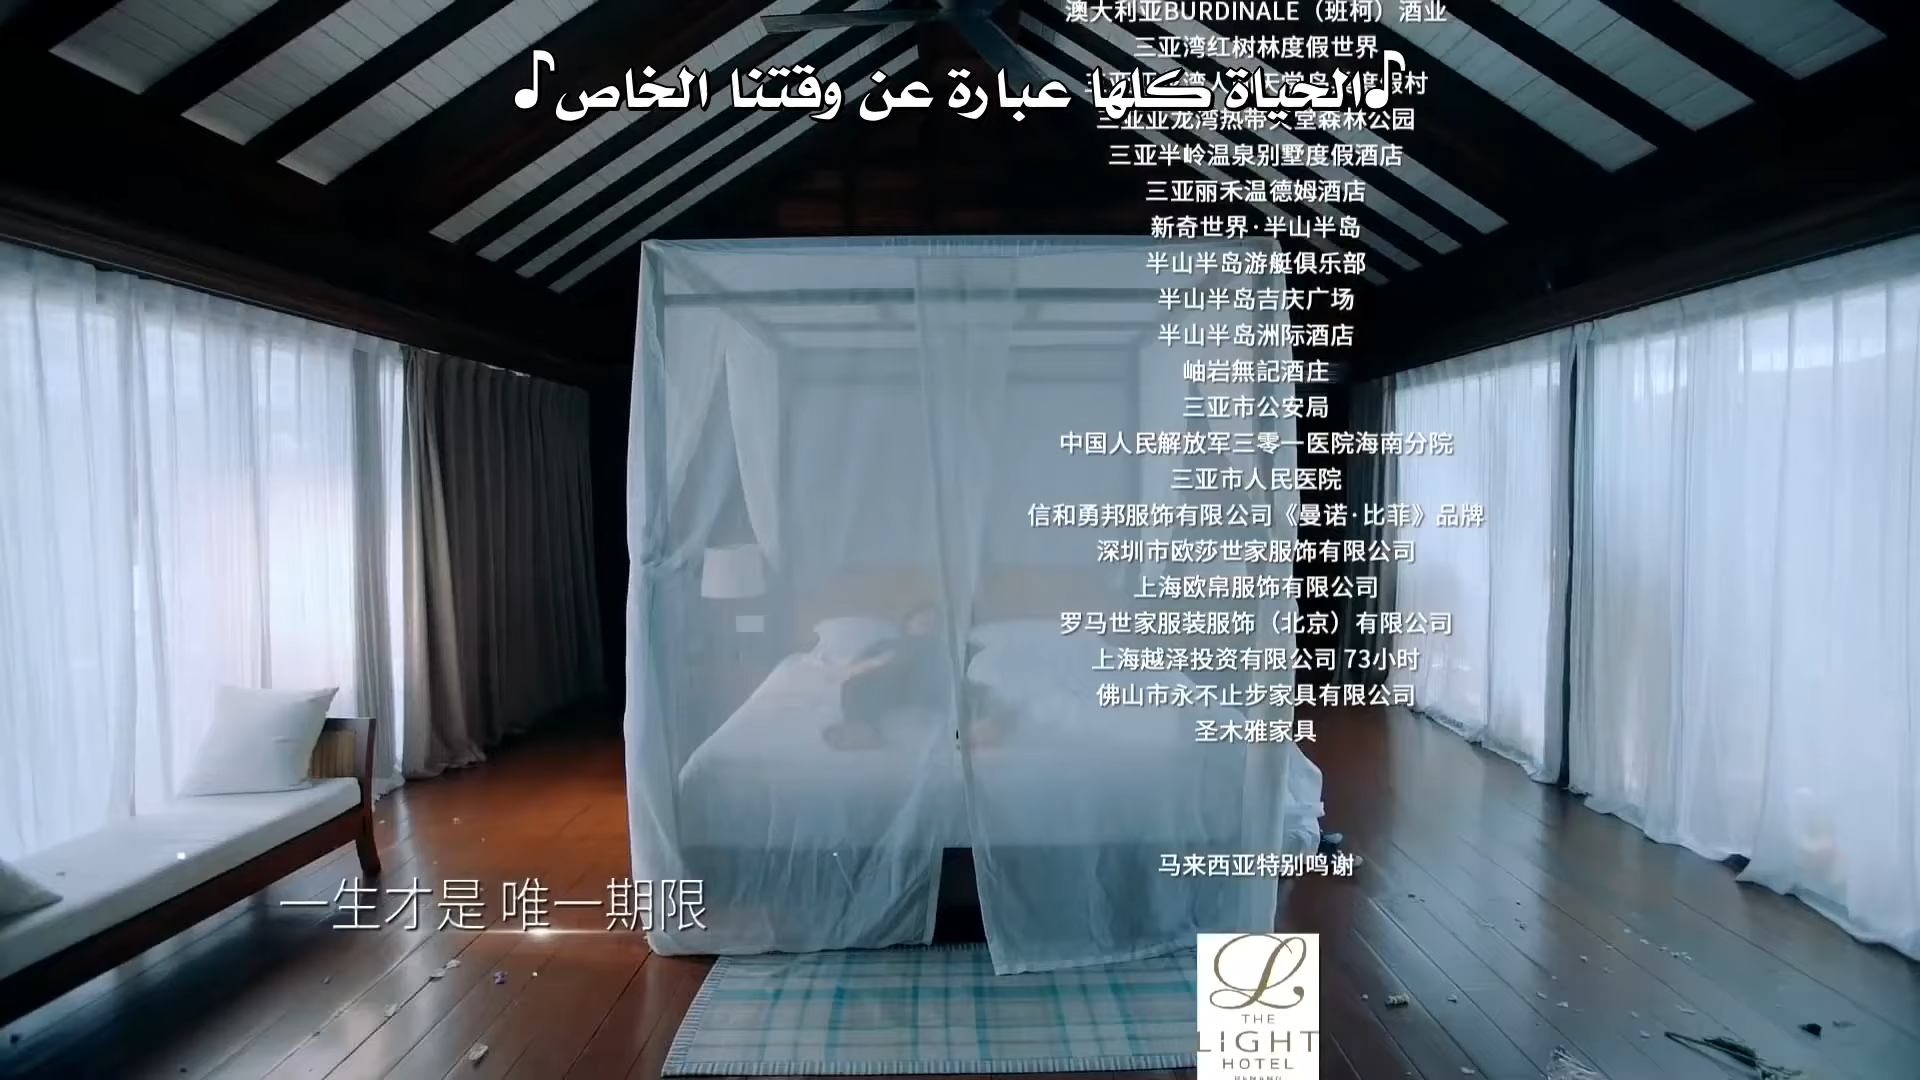 澳大利亚BURDINALE（班柯）酒业
三亚湾红树林度假世界
♪الحياة كلها عبارة عن وقتنا الخاص♪
三亚亚龙湾热带天堂森林公园
三亚半岭温泉别墅度假酒店
三亚丽禾温德姆酒店
新奇世界·半山半岛
半山半岛游艇俱乐部
半山半岛吉庆广场
半山半岛洲际酒店
岫岩無記酒庄
三亚市公安局
中国人民解放军三零一医院海南分院
三亚市人民医院
信和勇邦服饰有限公司《曼诺·比菲》品牌
深圳市欧莎世家服饰有限公司
上海欧帛服饰有限公司
罗马世家服装服饰（北京）有限公司
上海越泽投资有限公司 73小时
佛山市永不止步家具有限公司
圣木雅家具
马来西亚特别鸣谢
一生才是 唯一期限
L
THE
LIGHT
HOTEL